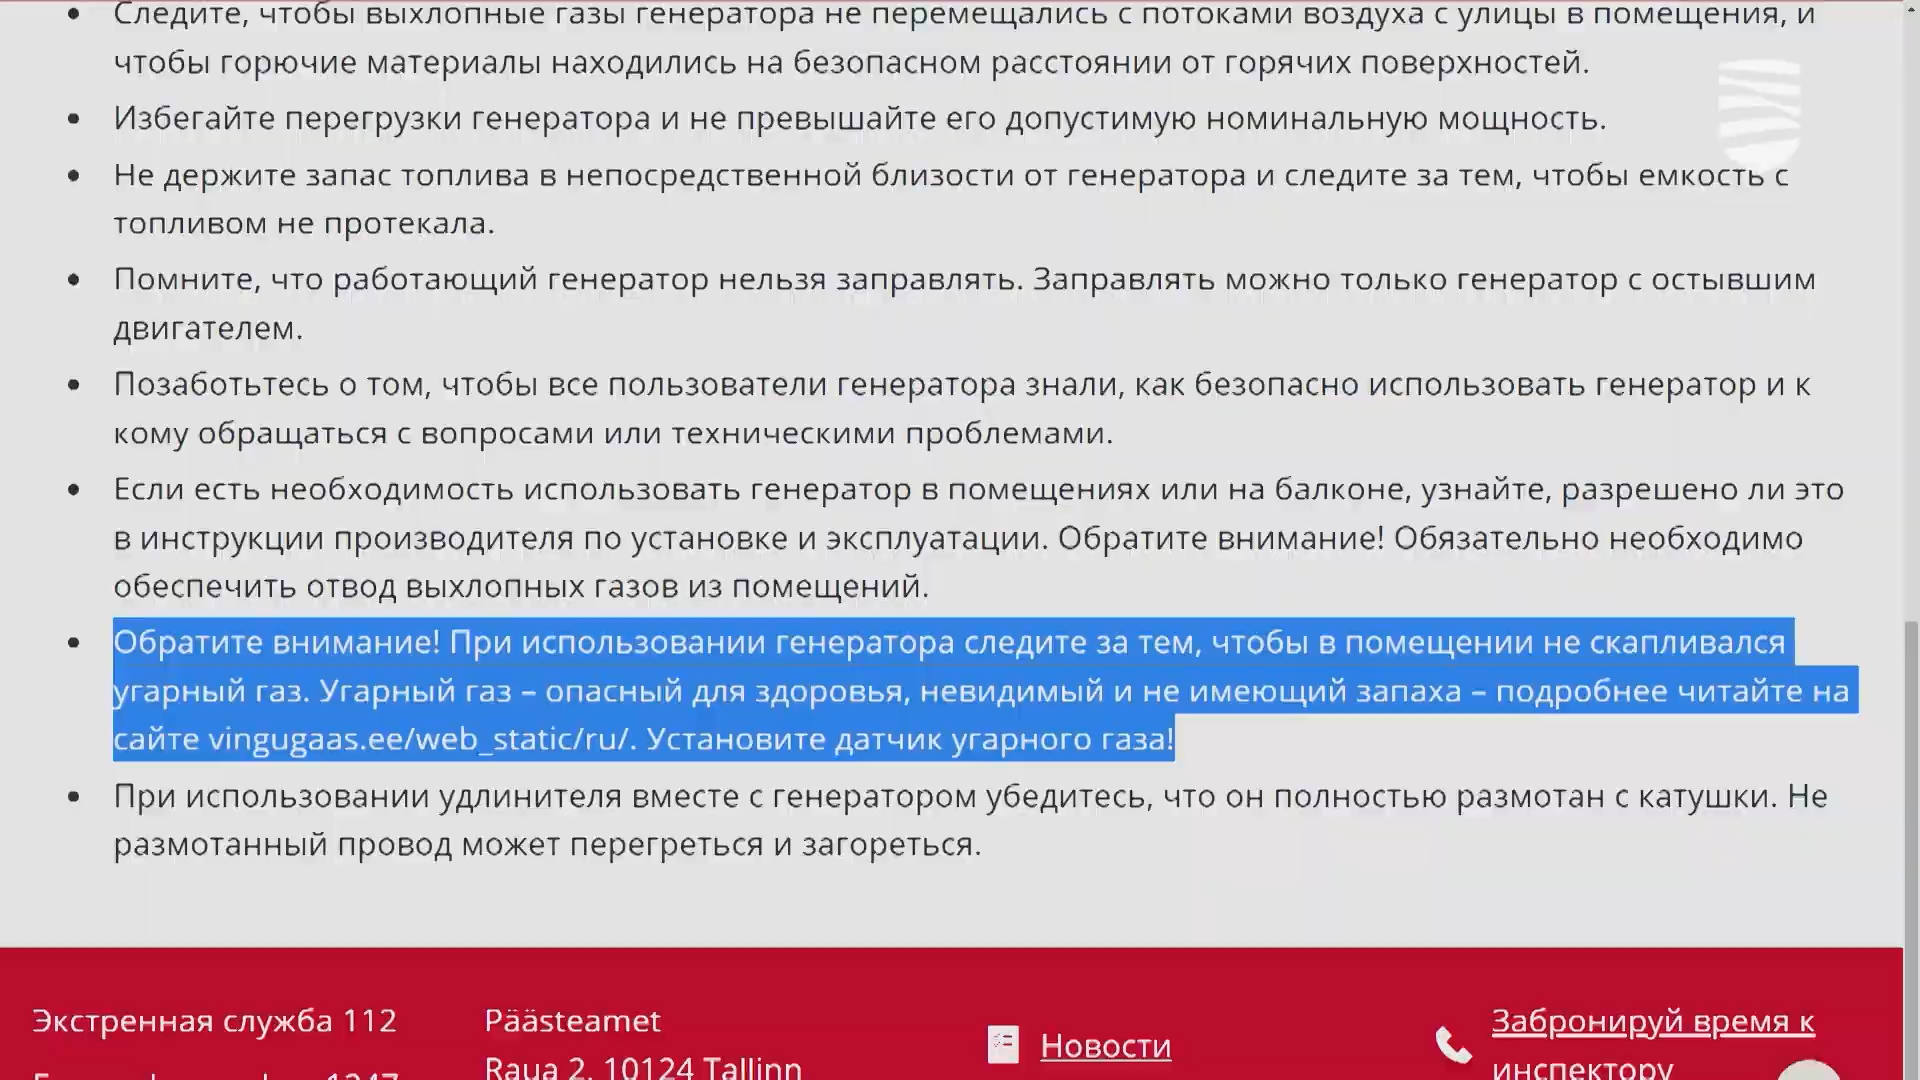 Следите, чтобы выхлопные газы генератора не перемещались с потоками воздуха с улицы в помещения, и
чтобы горючие материалы находились на безопасном расстоянии от горячих поверхностей.
Избегайте перегрузки генератора и не превышайте его допустимую номинальную мощность.
Не держите запас топлива в непосредственной близости от генератора и следите за тем, чтобы емкость с
топливом не протекала.
Помните, что работающий генератор нельзя заправлять. Заправлять можно только генератор с остывшим
двигателем.
Позаботьтесь о том, чтобы все пользователи генератора знали, как безопасно использовать генератор и к
кому обращаться с вопросами или техническими проблемами.
Если есть необходимость использовать генератор в помещениях или на балконе, узнайте, разрешено ли это
в инструкции производителя по установке и эксплуатации. Обратите внимание! Обязательно необходимо
обеспечить отвод выхлопных газов из помещений.
Обратите внимание! При использовании генератора следите за тем, чтобы в помещении не скапливался
угарный газ. Угарный газ – опасный для здоровья, невидимый и не имеющий запаха – подробнее читайте на
сайте vingugaas.ee/web_static/ru/. Установите датчик угарного газа!
При использовании удлинителя вместе с генератором убедитесь, что он полностью размотан с катушки. Не
размотанный провод может перегреться и загореться.
Экстренная служба 112
Päästeamet
Raua 2, 10124 Tallinn
Новости
Забронируй время к
инспектору